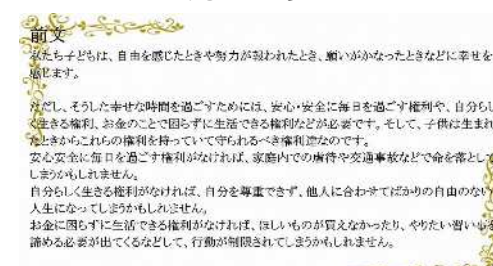 前文
私たち子どもは、自由を感じたときや努力が報われたとき、願いがかなったときなどに幸せを
感じます。
ただし、そうした幸せな時間を過ごすためには、安心・安全に毎日を過ごす権利や、自分らし
く生きる権利、お金のことで困らずに生活できる権利などが必要です。そして、子供は生まれ
たときからこれらの権利を持っていて守られるべき権利達なのです。
安心安全に毎日を過ごす権利がなければ、家庭内での虐待や交通事故などで命を落として
しまうかもしれません。
自分らしく生きる権利がなければ、自分を尊重できず、他人に合わせてばかりの自由のない
人生になってしまうかもしれません。
お金に困らずに生活できる権利がなければ、ほしいものが買えなかったり、やりたい習い事を
諦める必要が出てくるなどして、行動が制限されてしまうかもしれません。